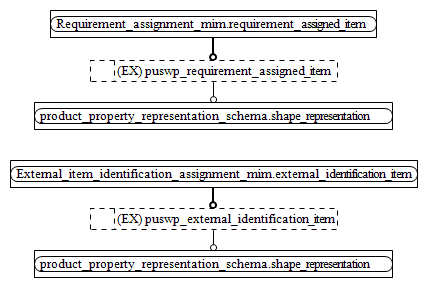 Requirement_assignment_mim.requirement_assigned_item
(EX) puswp_requirement_assigned_item
product_property_representation_schema.shape_representation
External_item_identification_assignment_mim.external_identification_item
(EX) puswp_external_identification_item
product_property_representation_schema.shape_representation